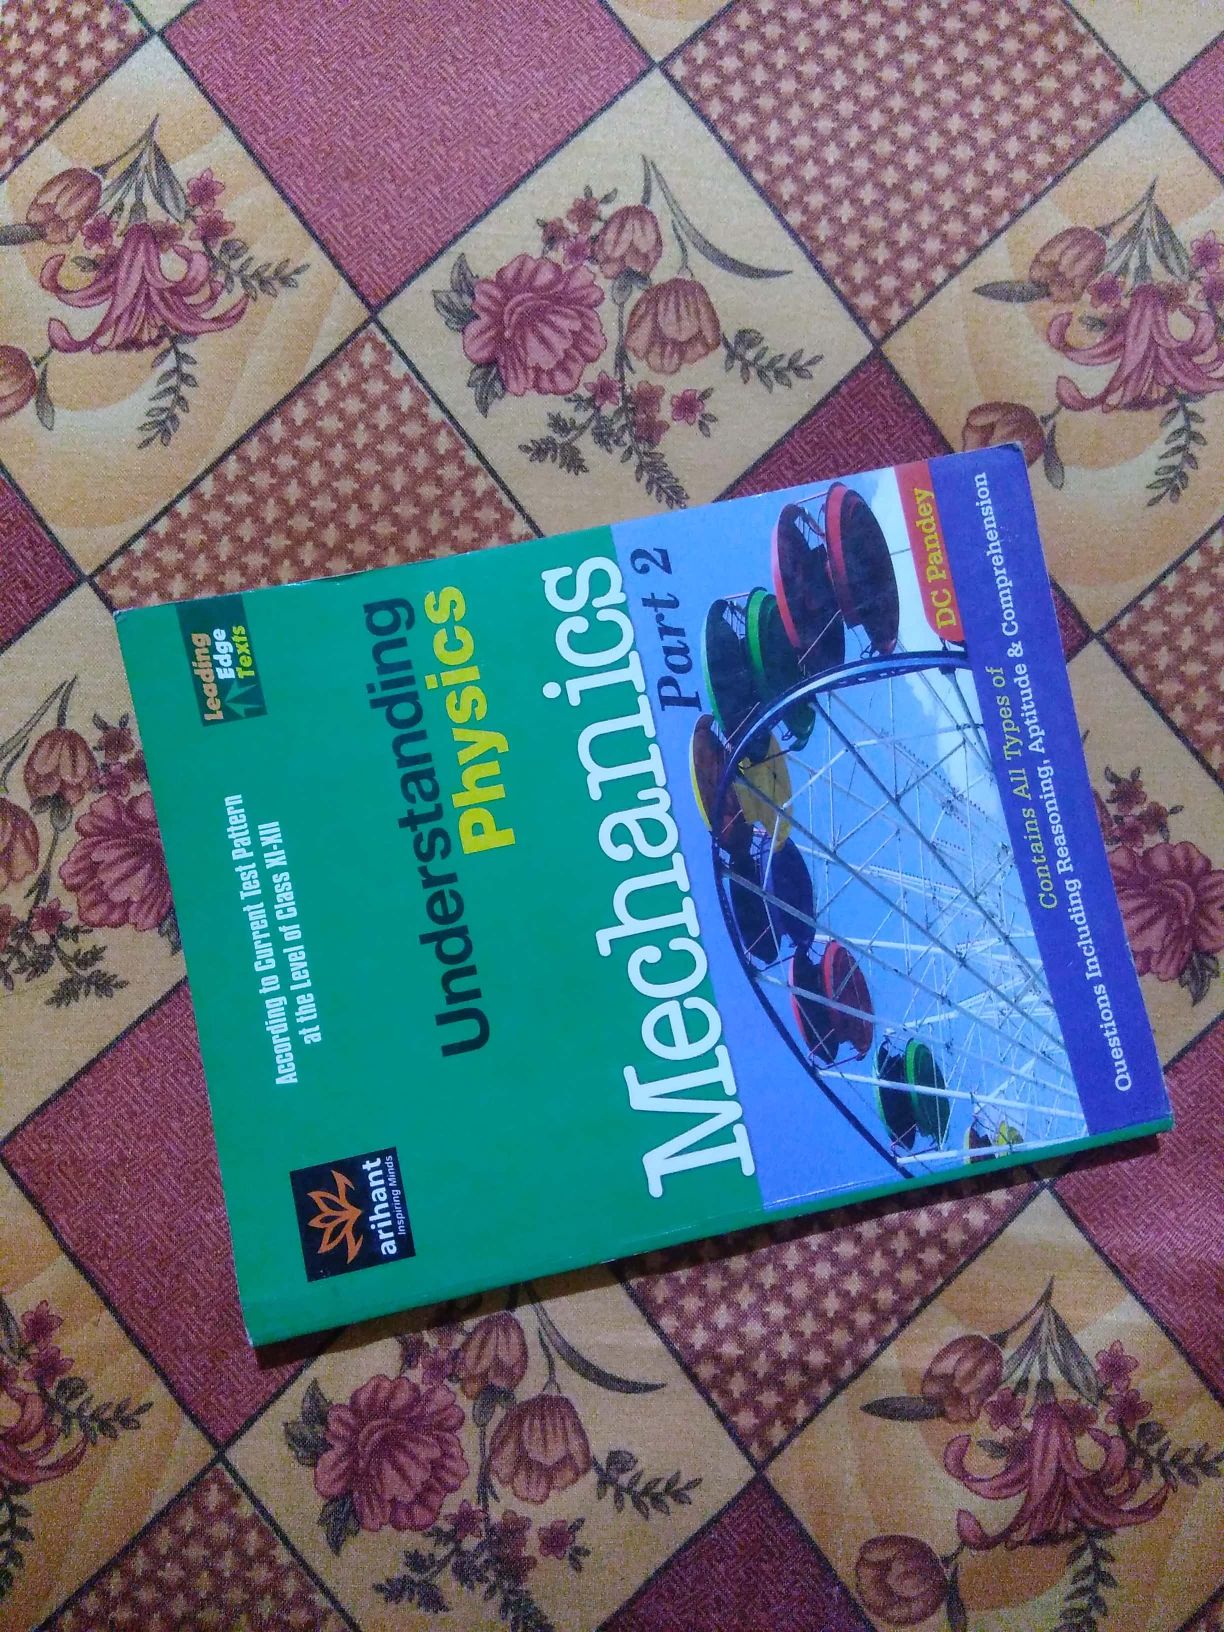 Leading
Edge
Texts
According to Current Test Pattern
at the Level of Class XI-XII
arihant
Inspiring Minds
Understanding
Physics
Mechanics
Part 2
DC Pandey
Contains All Types of
Questions Including Reasoning, Aptitude & Comprehension